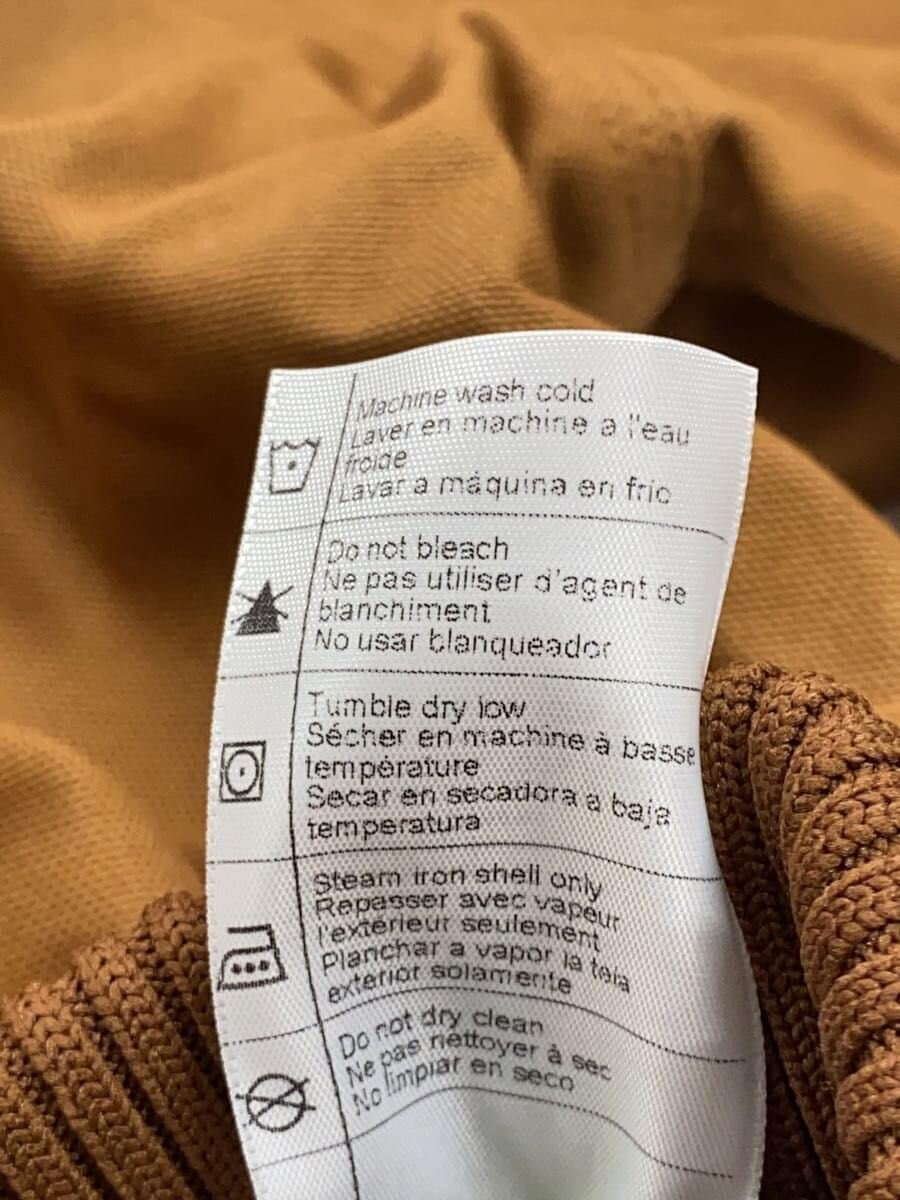 Machine wash cold
Laver en machine a l'eau
froide
Lavar a máquina en frio
Do not bleach
Ne pas utiliser d'agent de
blanchiment
No usar blanqueador
Tumble dry low
Sécher en machine à basse
température
Secar en secadora a baja
temperatura
Steam iron shell only
Repasser avec vapeur
l'extérieur seulement
Planchar a vapor la tela
exterior solamente
Do not dry clean
Ne pas nettoyer à sec
No limpiar en seco